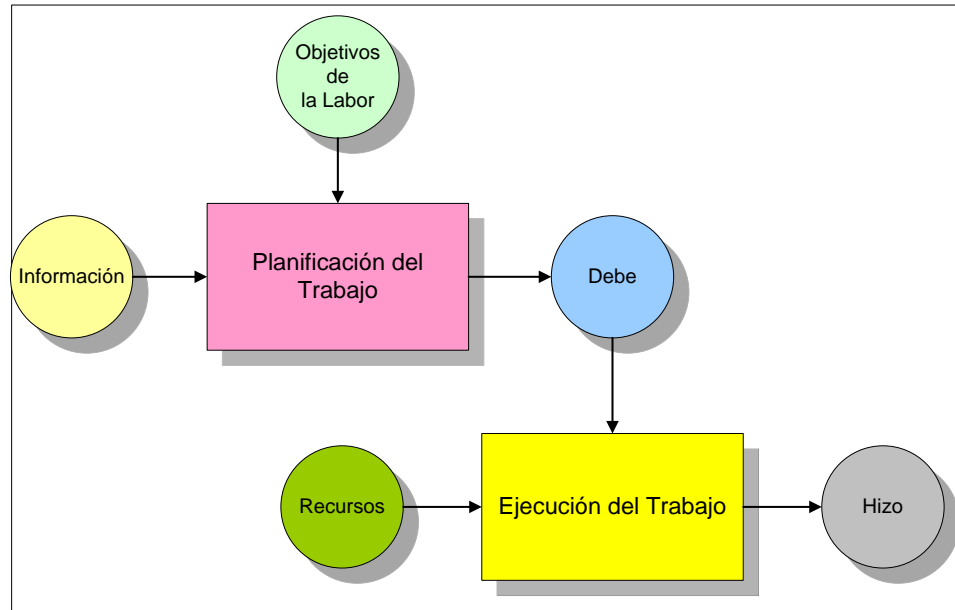 Objetivos
de
la Labor
Información
Planificación del
Trabajo
Debe
Recursos
Ejecución del Trabajo
Hizo